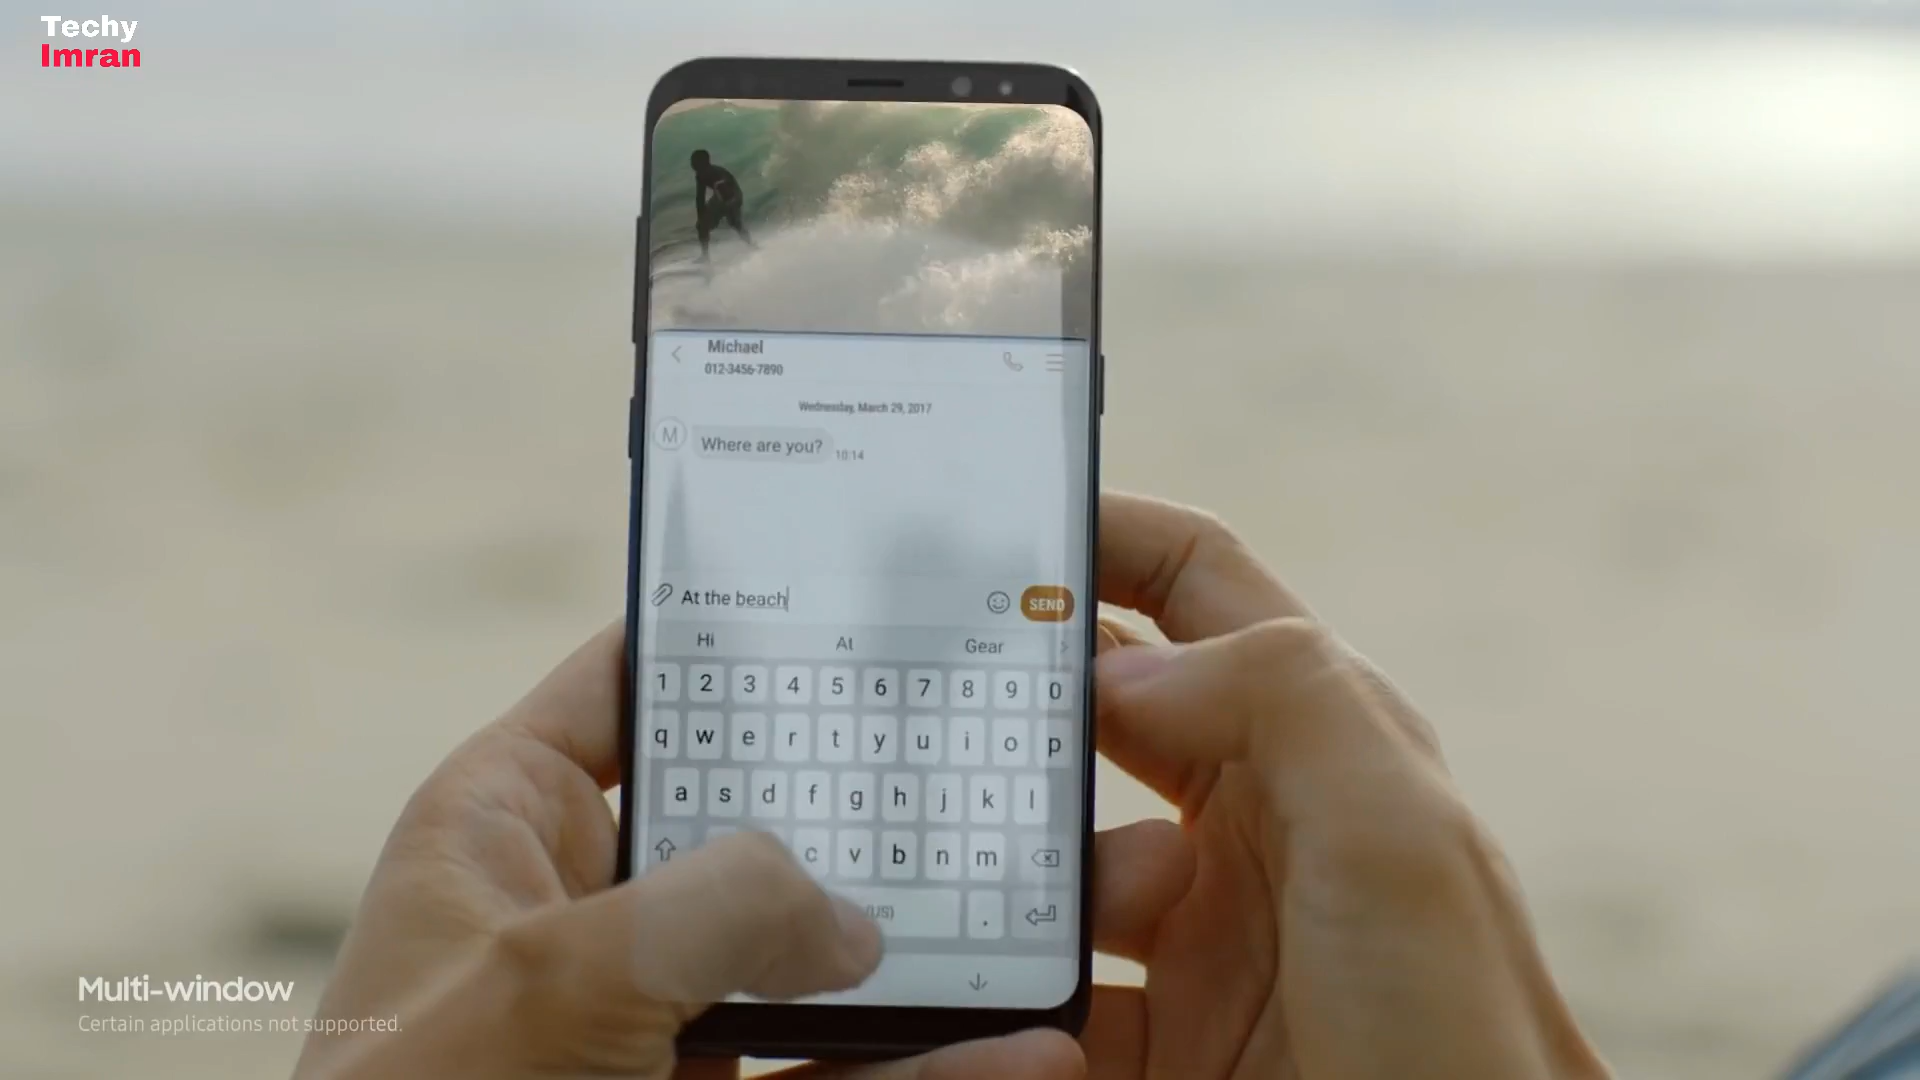 Techy
Imran
Michael
012-3456-7890
Wednesday, March 29, 2017
M
Where are you?
10:14
At the beach
SEND
Hi At Gear
1 2 3 4 5 6 7 8 9 0
q w e r t y u i o p
a s d f g h j k l
c v b n m
(US) .
Multi-window
Certain applications not supported.